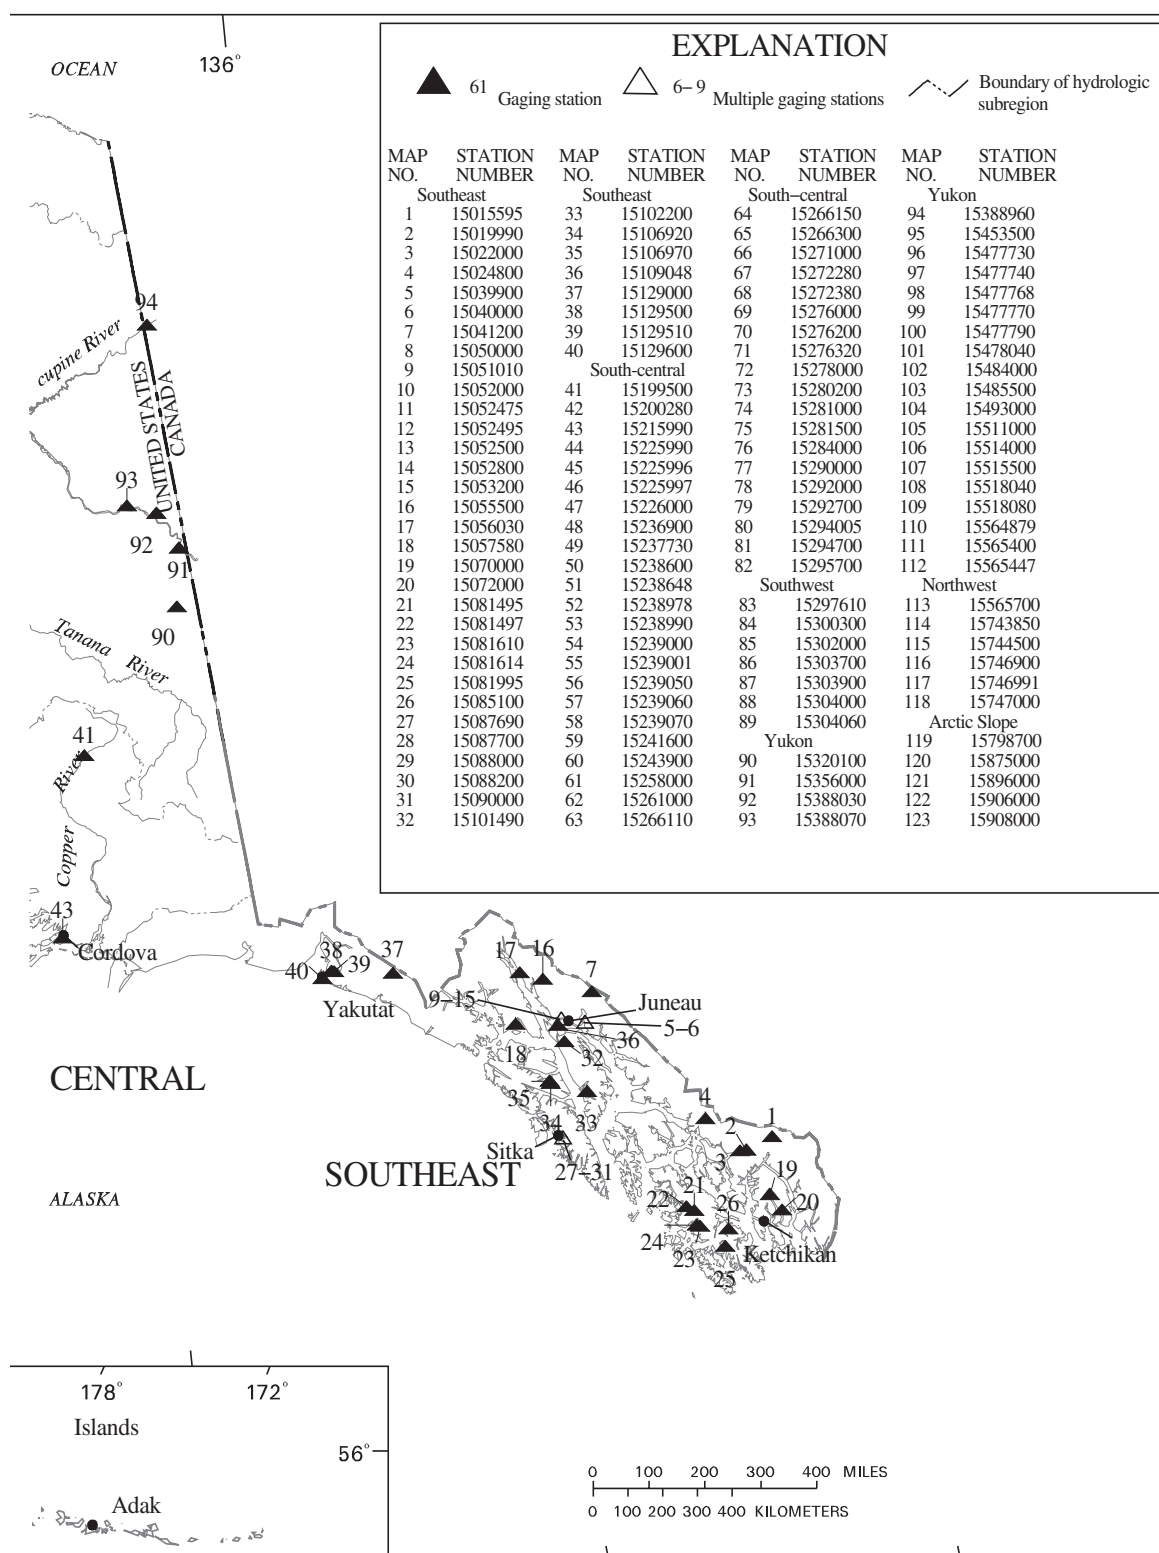 OCEAN
136°
EXPLANATION
61 Gaging station
6–9 Multiple gaging stations
Boundary of hydrologic
subregion
MAP STATION MAP STATION MAP STATION MAP STATION
NO. NUMBER NO. NUMBER NO. NUMBER NO. NUMBER
Southeast Southeast South–central Yukon
1 15015595 33 15102200 64 15266150 94 15388960
2 15019990 34 15106920 65 15266300 95 15453500
3 15022000 35 15106970 66 15271000 96 15477730
4 15024800 36 15109048 67 15272280 97 15477740
5 15039900 37 15129000 68 15272380 98 15477768
6 15040000 38 15129500 69 15276000 99 15477770
7 15041200 39 15129510 70 15276200 100 15477790
8 15050000 40 15129600 71 15276320 101 15478040
9 15051010 South-central 72 15278000 102 15484000
10 15052000 41 15199500 73 15280200 103 15485500
11 15052475 42 15200280 74 15281000 104 15493000
12 15052495 43 15215990 75 15281500 105 15511000
13 15052500 44 15225990 76 15284000 106 15514000
14 15052800 45 15225996 77 15290000 107 15515500
15 15053200 46 15225997 78 15292000 108 15518040
16 15055500 47 15226000 79 15292700 109 15518080
17 15056030 48 15236900 80 15294005 110 15564879
18 15057580 49 15237730 81 15294700 111 15565400
19 15070000 50 15238600 82 15295700 112 15565447
20 15072000 51 15238648 Southwest Northwest
21 15081495 52 15238978 83 15297610 113 15565700
22 15081497 53 15238990 84 15300300 114 15743850
23 15081610 54 15239000 85 15302000 115 15744500
24 15081614 55 15239001 86 15303700 116 15746900
25 15081995 56 15239050 87 15303900 117 15746991
26 15085100 57 15239060 88 15304000 118 15747000
27 15087690 58 15239070 89 15304060 Arctic Slope
28 15087700 59 15241600 Yukon 119 15798700
29 15088000 60 15243900 90 15320100 120 15875000
30 15088200 61 15258000 91 15356000 121 15896000
31 15090000 62 15261000 92 15388030 122 15906000
32 15101490 63 15266110 93 15388070 123 15908000
94
cupine River
UNITED STATES
CANADA
93
92
91
90
Tanana River
41
River
Copper
43
Cordova
38
39
37
40
Yakutat
17
16
7
9–15
Juneau
5–6
36
18
32
35
34
33
Sitka
27–31
4
1
2
3
19
22
21
26
20
24
23
Ketchikan
25
CENTRAL
SOUTHEAST
ALASKA
178° 172°
Islands
56°
Adak
0 100 200 300 400 MILES
0 100 200 300 400 KILOMETERS